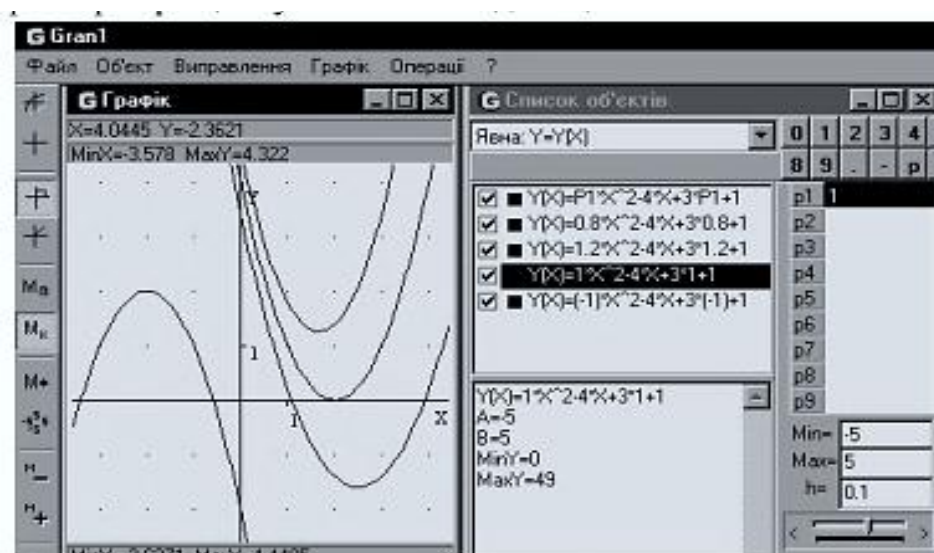 G Gran1
Файл Об'єкт Виправлення Графік Операції ?
G Графік
X=4.0445 Y=-2.3621
MinX=-3.578 MaxY=4.322
Y
1
1
X
Ma
M+
G Список об'єктів
Явна: Y=Y(X)
0 1 2 3 4
8 9 . - p
Y(X)=P1*X^2-4*X+3*P1+1
Y(X)=0.8*X^2-4*X+3*0.8+1
Y(X)=1.2*X^2-4*X+3*1.2+1
Y(X)=1*X^2-4*X+3*1+1
Y(X)=(-1)*X^2-4*X+3*(-1)+1
p1 1
p2
p3
p4
p5
p6
p7
p8
p9
Y(X)=1*X^2-4*X+3*1+1
A=-5
B=5
MinY=0
MaxY=49
Min= -5
Max= 5
h= 0.1